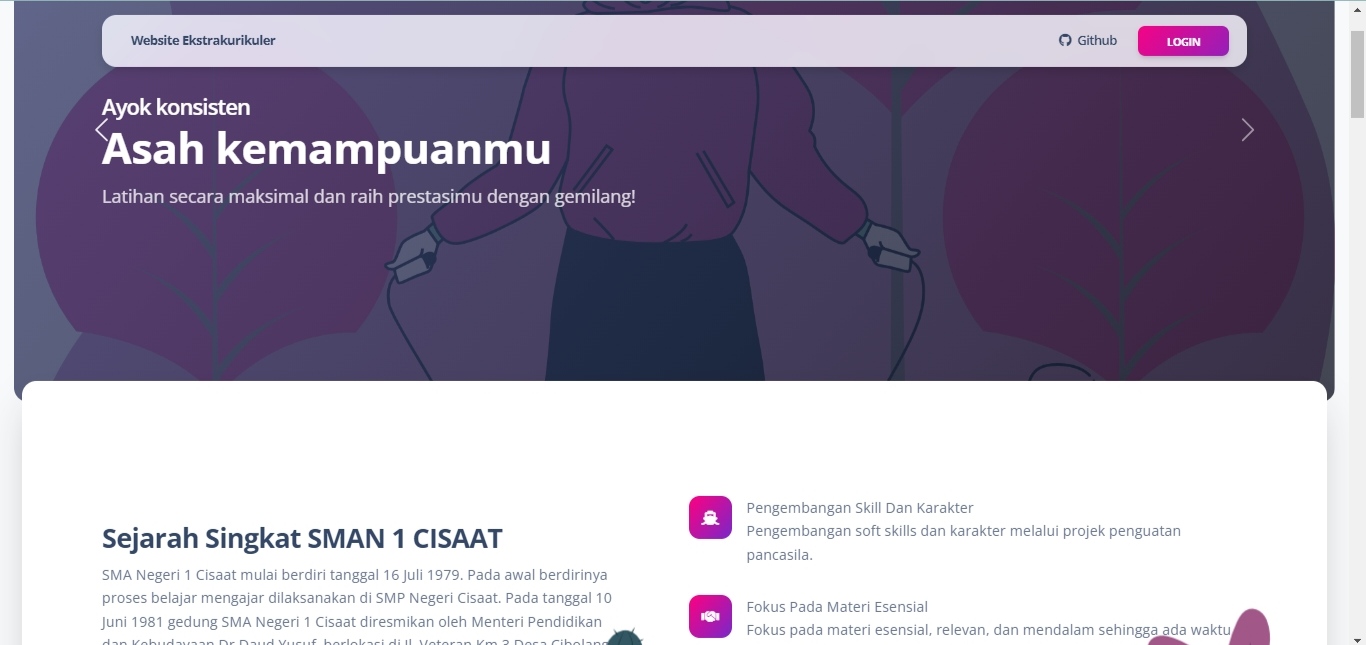 Website Ekstrakurikuler
Github
LOGIN
Ayok konsisten
Asah kemampuanmu
Latihan secara maksimal dan raih prestasimu dengan gemilang!
Sejarah Singkat SMAN 1 CISAAT
SMA Negeri 1 Cisaat mulai berdiri tanggal 16 Juli 1979. Pada awal berdirinya
proses belajar mengajar dilaksanakan di SMP Negeri Cisaat. Pada tanggal 10
Juni 1981 gedung SMA Negeri 1 Cisaat diresmikan oleh Menteri Pendidikan
dan Kebudayaan Dr Daud Yusuf, berlokasi di Jl. Veteran Km 3 Desa Cibolang
Pengembangan Skill Dan Karakter
Pengembangan soft skills dan karakter melalui projek penguatan
pancasila.
Fokus Pada Materi Esensial
Fokus pada materi esensial, relevan, dan mendalam sehingga ada waktu